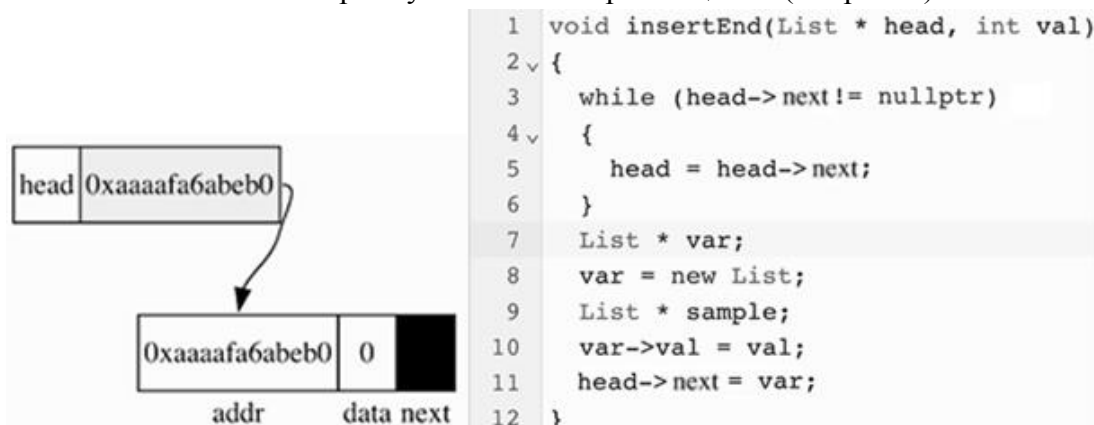 1 void insertEnd(List * head, int val)
2 {
3 while (head->next != nullptr)
4 {
5 head = head->next;
6 }
7 List * var;
8 var = new List;
9 List * sample;
10 var->val = val;
11 head->next = var;
12 }
head 0xaaaafa6abeb0
0xaaaafa6abeb0 0
addr data next